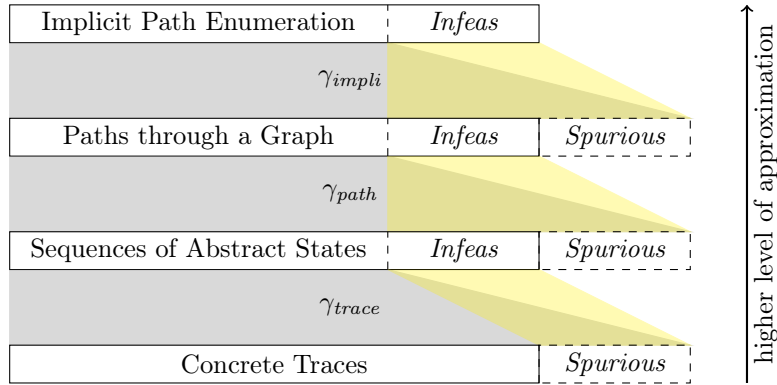 Implicit Path Enumeration Infeas
γimpli
Paths through a Graph Infeas Spurious
γpath
Sequences of Abstract States Infeas Spurious
γtrace
Concrete Traces Spurious
higher level of approximation